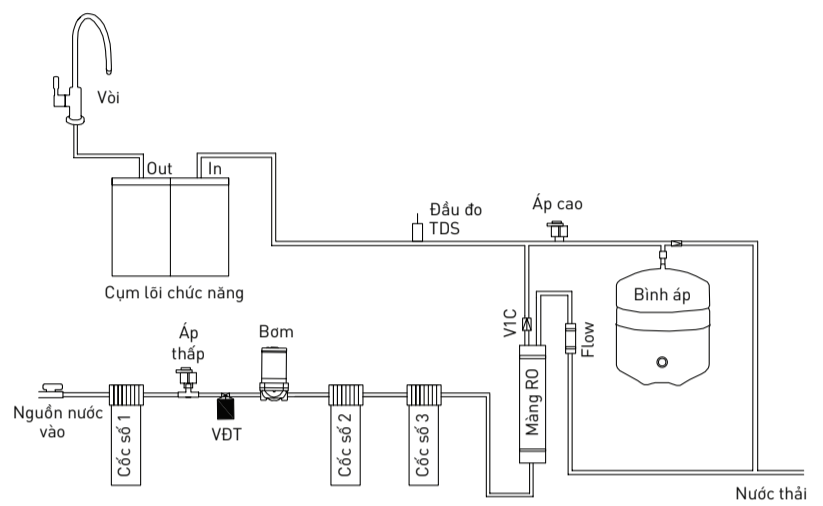 Vòi
Out
In
Đầu đo
TDS
Áp cao
Cụm lõi chức năng
Bình áp
V1C
Flow
Áp
thấp
Bơm
Màng RO
Nguồn nước
vào
Cốc số 1
VĐT
Cốc số 2
Cốc số 3
Nước thải